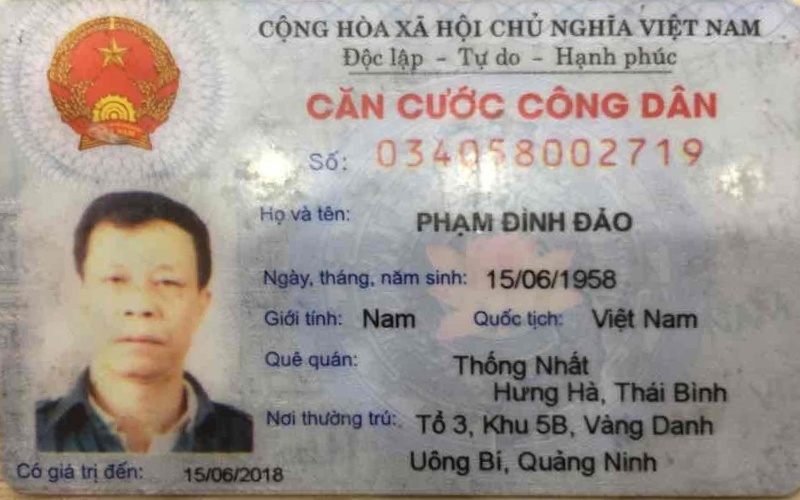 CỘNG HÒA XÃ HỘI CHỦ NGHĨA VIỆT NAM
Độc lập - Tự do - Hạnh phúc
CĂN CƯỚC CÔNG DÂN
Số: 034058002719
Họ và tên: PHẠM ĐÌNH ĐẢO
Ngày, tháng, năm sinh: 15/06/1958
Giới tính: Nam Quốc tịch: Việt Nam
Quê quán: Thống Nhất
Hưng Hà, Thái Bình
Nơi thường trú: Tổ 3, Khu 5B, Vàng Danh
Uông Bí, Quảng Ninh
Có giá trị đến: 15/06/2018